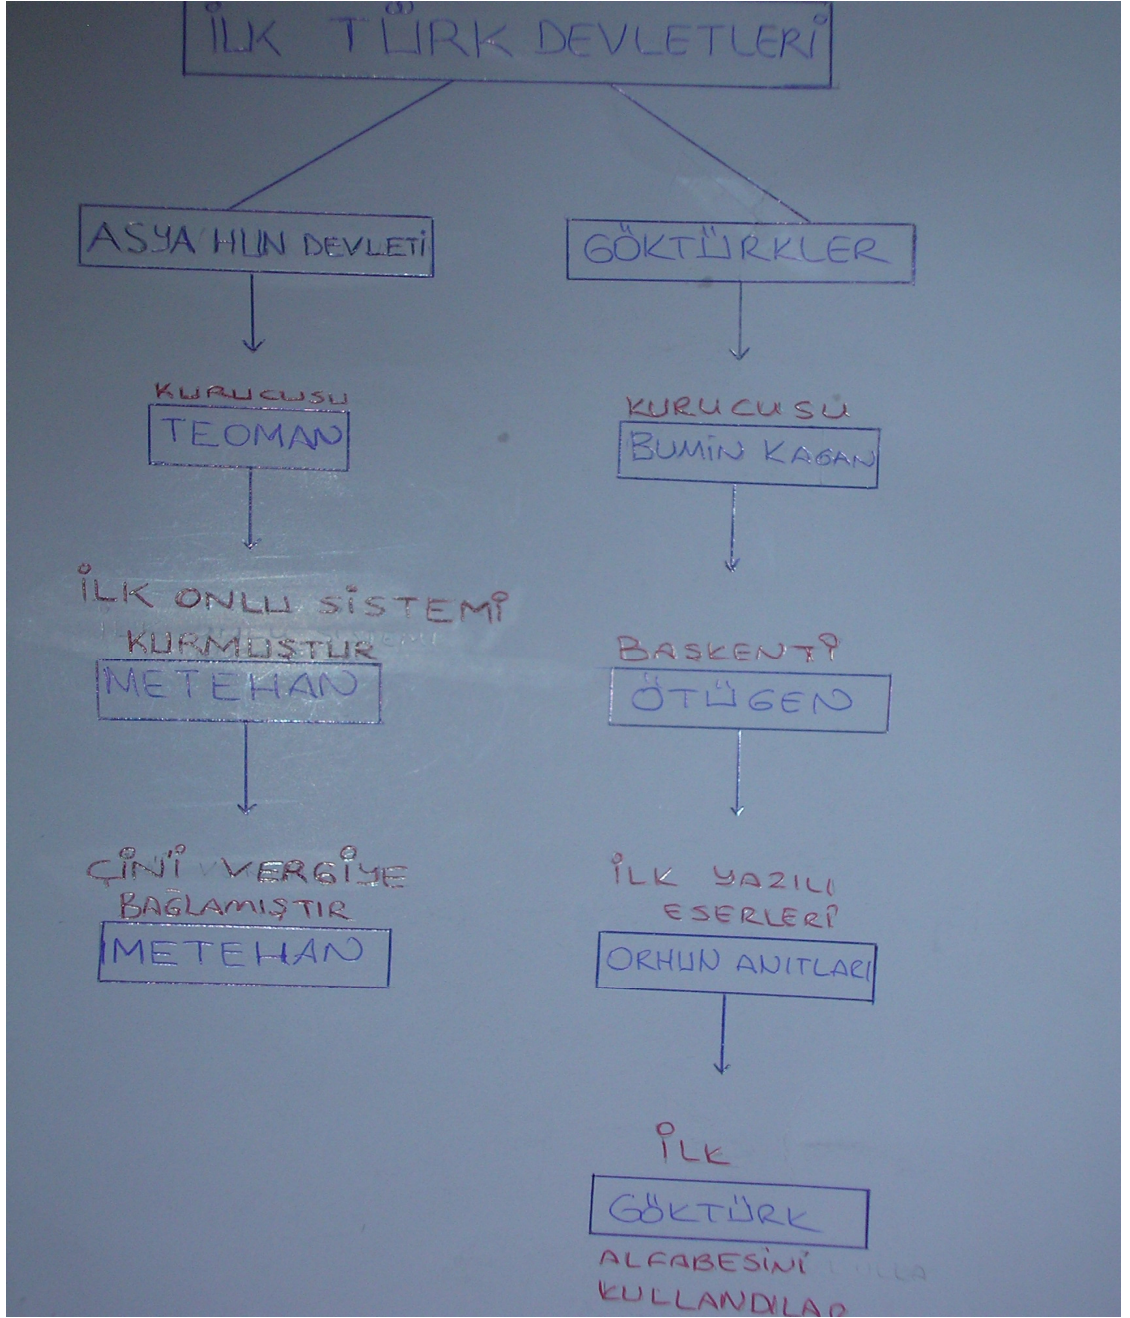 İLK TÜRK DEVLETLERİ
ASYA HUN DEVLETİ
KURUCUSU
TEOMAN
İLK ONLU SİSTEMİ
KURMUŞTUR
METEHAN
ÇİN'İ VERGİYE
BAĞLAMIŞTIR
METEHAN
GÖKTÜRKLER
KURUCUSU
BUMİN KAGAN
BAŞKENTİ
ÖTÜGEN
İLK YAZILI
ESERLERİ
ORHUN ANITLARI
İLK
GÖKTÜRK
ALFABESİNİ
KULLANDILAR